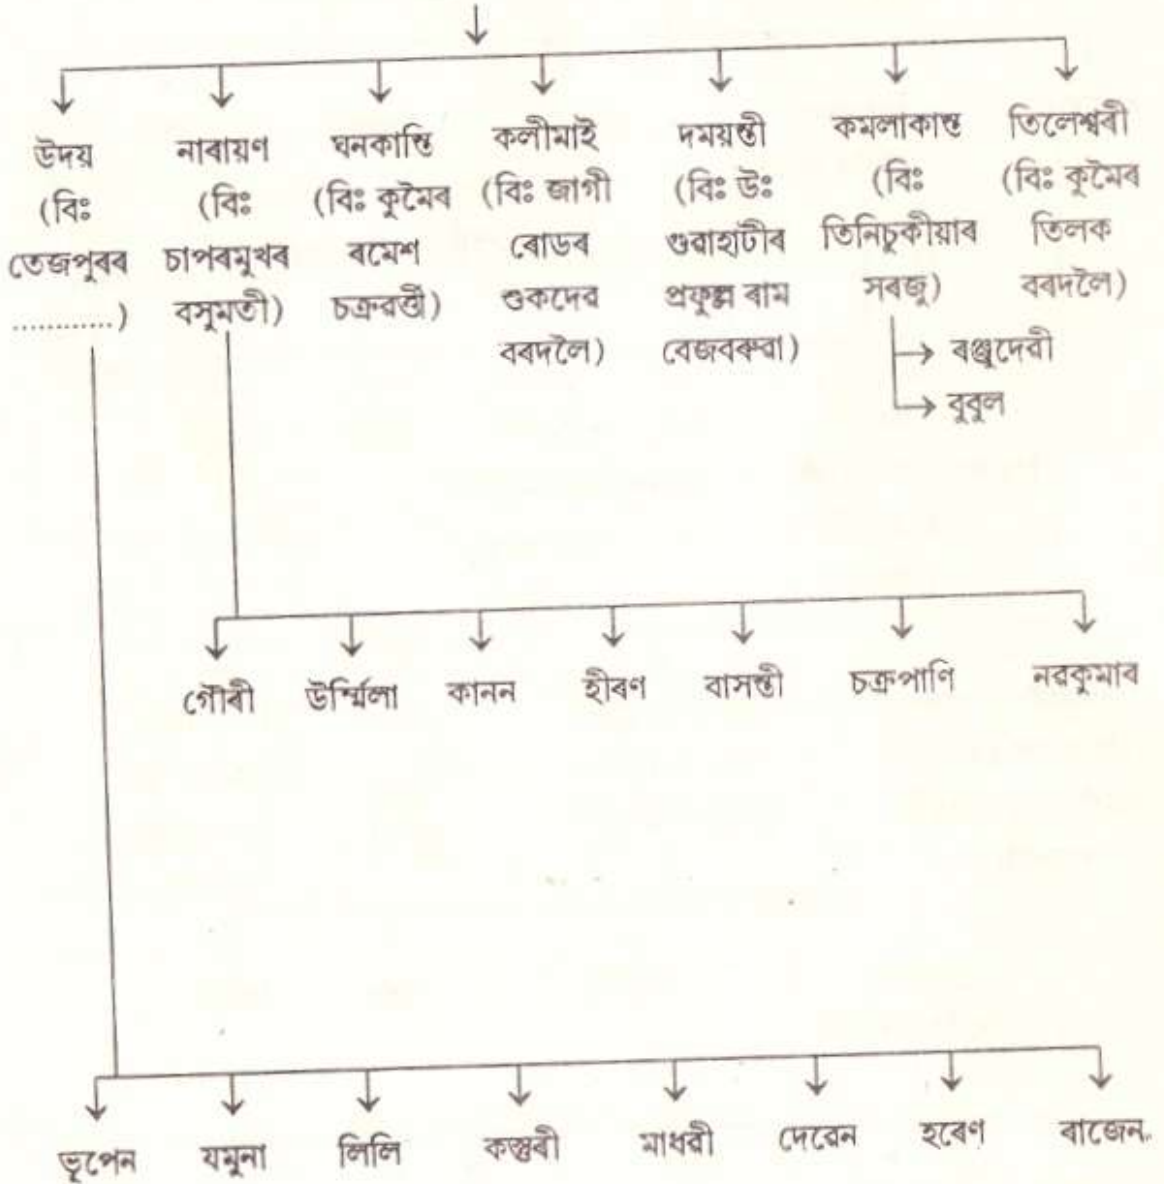 উদয় নাৰায়ণ ঘনকান্তি কলীমাই দময়ন্তী কমলাকান্ত তিলেশ্বৰী
(বিঃ (বিঃ (বিঃ কুমৈৰ (বিঃ জাগী (বিঃ উঃ (বিঃ (বিঃ কুমৈৰ
তেজপুৰৰ চাপৰমুখৰ ৰমেশ ৰোডৰ গুৱাহাটীৰ তিনিচুকীয়াৰ তিলক
............) বসুমতী) চক্ৰৱৰ্ত্তী) শুকদেৱ প্ৰফুল্ল ৰাম সৰজু) বৰদলৈ)
বৰদলৈ) বেজবৰুৱা) → ৰঞ্জুদেৱী
→ বুবুল
গৌৰী উৰ্ম্মিলা কানন হীৰণ বাসন্তী চক্ৰপাণি নৱকুমাৰ
ভূপেন যমুনা লিলি কস্তুৰী মাধৱী দেৱেন হৰেণ ৰাজেন